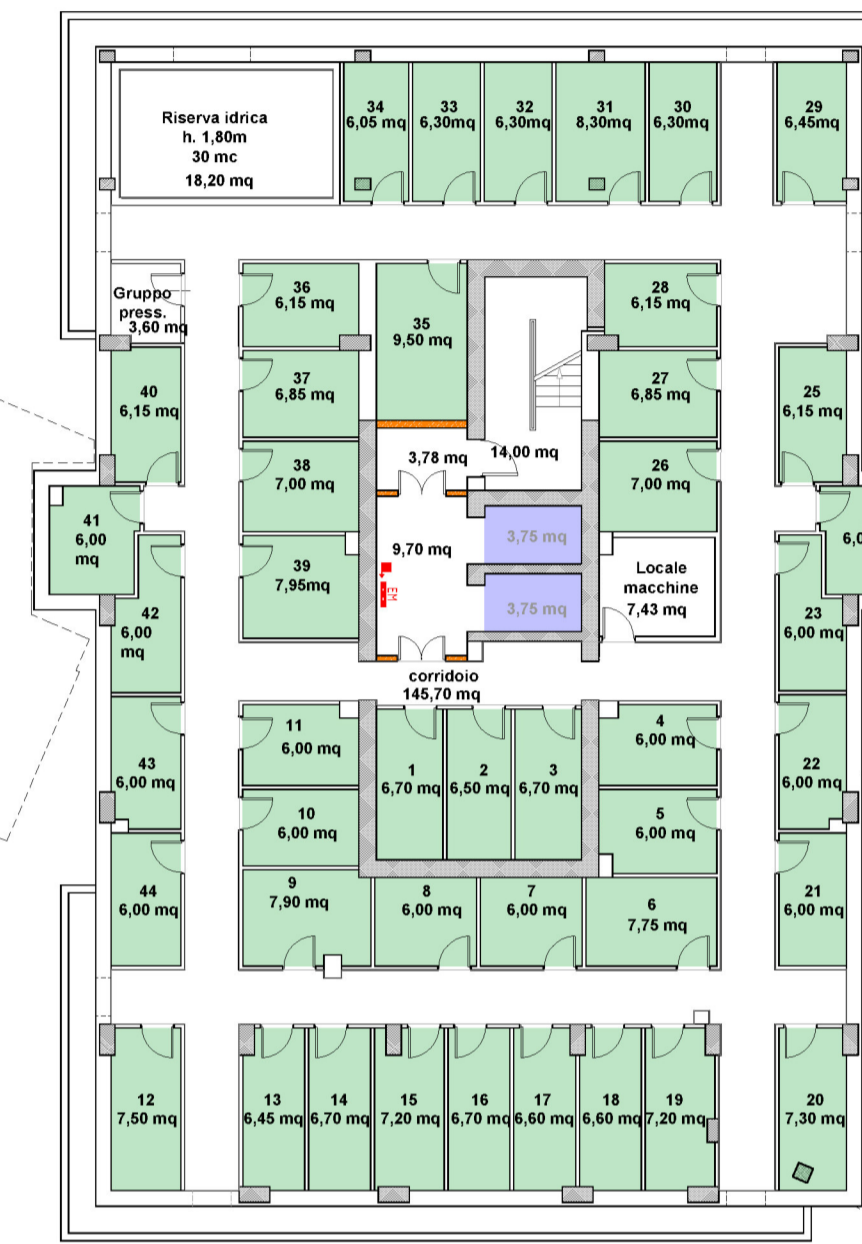 Riserva idrica
h. 1,80m
30 mc
18,20 mq
34
6,05 mq
33
6,30mq
32
6,30mq
31
8,30mq
30
6,30mq
29
6,45mq
Gruppo
press.
3,60 mq
36
6,15 mq
35
9,50 mq
28
6,15 mq
40
6,15 mq
37
6,85 mq
27
6,85 mq
25
6,15 mq
38
7,00 mq
3,78 mq
14,00 mq
26
7,00 mq
41
6,00
mq
39
7,95mq
9,70 mq
EM
3,75 mq
3,75 mq
Locale
macchine
7,43 mq
42
6,00
mq
23
6,00 mq
corridoio
145,70 mq
43
6,00 mq
11
6,00 mq
1
6,70 mq
2
6,50 mq
3
6,70 mq
4
6,00 mq
22
6,00 mq
10
6,00 mq
5
6,00 mq
44
6,00 mq
9
7,90 mq
8
6,00 mq
7
6,00 mq
6
7,75 mq
21
6,00 mq
12
7,50 mq
13
6,45 mq
14
6,70 mq
15
7,20 mq
16
6,70 mq
17
6,60 mq
18
6,60 mq
19
7,20 mq
20
7,30 mq